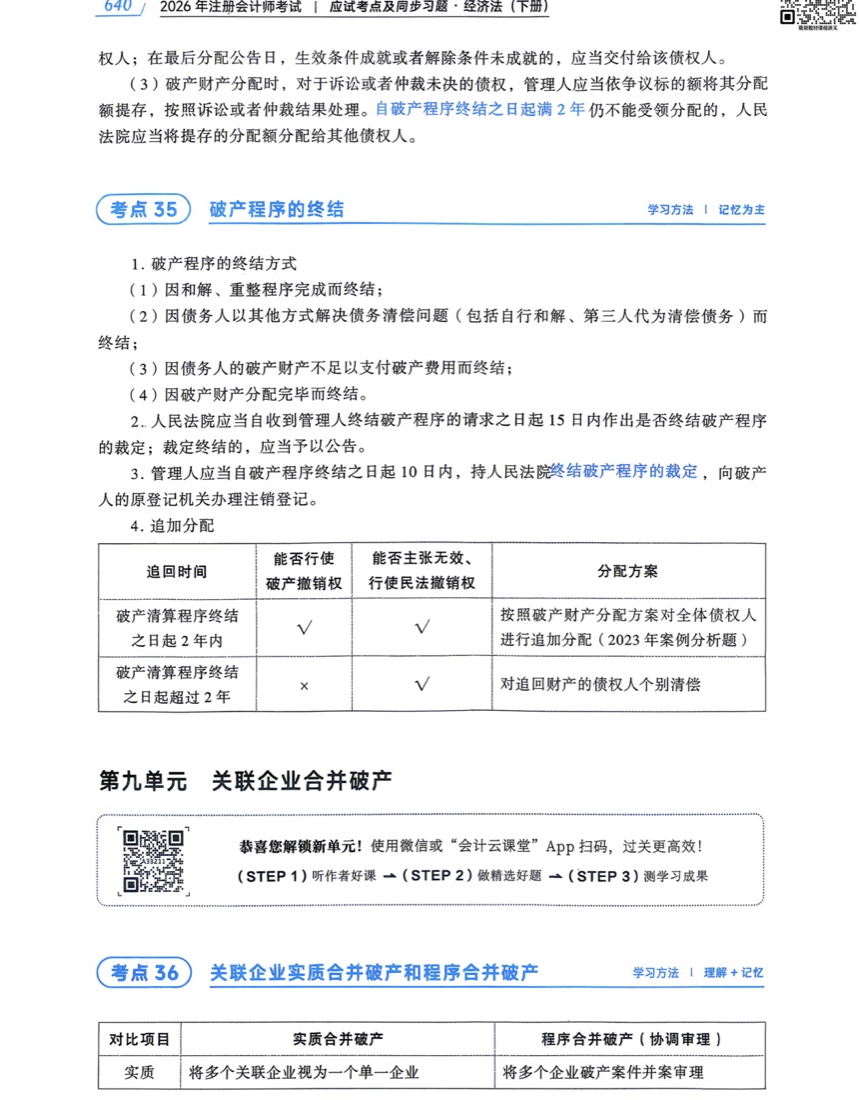 640 2026 年注册会计师考试 | 应试考点及同步习题·经济法（下册）
权人；在最后分配公告日，生效条件成就或者解除条件未成就的，应当交付给该债权人。
（3）破产财产分配时，对于诉讼或者仲裁未决的债权，管理人应当依争议标的额将其分配
额提存，按照诉讼或者仲裁结果处理。自破产程序终结之日起满 2 年仍不能受领分配的，人民
法院应当将提存的分配额分配给其他债权人。
考点 35 破产程序的终结 学习方法 | 记忆为主
1. 破产程序的终结方式
（1）因和解、重整程序完成而终结；
（2）因债务人以其他方式解决债务清偿问题（包括自行和解、第三人代为清偿债务）而
终结；
（3）因债务人的破产财产不足以支付破产费用而终结；
（4）因破产财产分配完毕而终结。
2. 人民法院应当自收到管理人终结破产程序的请求之日起 15 日内作出是否终结破产程序
的裁定；裁定终结的，应当予以公告。
3. 管理人应当自破产程序终结之日起 10 日内，持人民法院终结破产程序的裁定，向破产
人的原登记机关办理注销登记。
4. 追加分配
追回时间 能否行使 能否主张无效、 分配方案
破产撤销权 行使民法撤销权
破产清算程序终结 √ √ 按照破产财产分配方案对全体债权人
之日起 2 年内 进行追加分配（2023 年案例分析题）
破产清算程序终结 × √ 对追回财产的债权人个别清偿
之日起超过 2 年
第九单元 关联企业合并破产
恭喜您解锁新单元！使用微信或“会计云课堂”App 扫码，过关更高效！
（STEP 1）听作者好课 ⇀（STEP 2）做精选好题 ⇀（STEP 3）测学习成果
考点 36 关联企业实质合并破产和程序合并破产 学习方法 | 理解 + 记忆
对比项目 实质合并破产 程序合并破产（协调审理）
实质 将多个关联企业视为一个单一企业 将多个企业破产案件并案审理